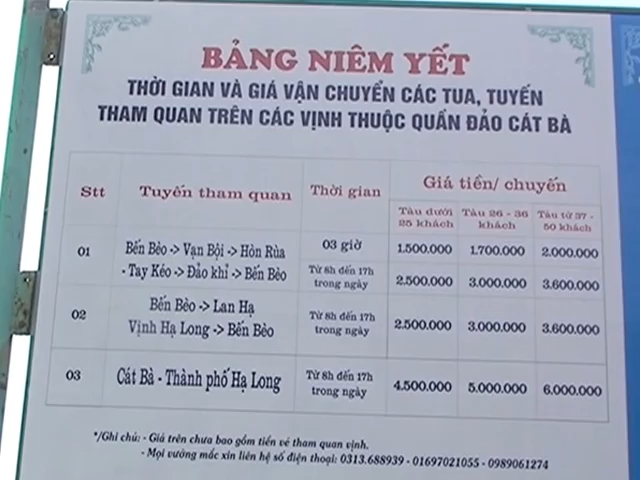 BẢNG NIÊM YẾT
THỜI GIAN VÀ GIÁ VẬN CHUYỂN CÁC TUA, TUYẾN
THAM QUAN TRÊN CÁC VỊNH THUỘC QUẦN ĐẢO CÁT BÀ
Stt Tuyến tham quan Thời gian Giá tiền/ chuyến
Tàu dưới 25 khách Tàu 26 - 36 khách Tàu từ 37 - 50 khách
01 Bến Bèo -> Vạn Bội -> Hòn Rùa 03 giờ 1.500.000 1.700.000 2.000.000
- Tay Kéo -> Đảo khỉ -> Bến Bèo Từ 8h đến 17h trong ngày 2.500.000 3.000.000 3.600.000
02 Bến Bèo -> Lan Hạ
Vịnh Hạ Long -> Bến Bèo Từ 8h đến 17h trong ngày 2.500.000 3.000.000 3.600.000
03 Cát Bà - Thành phố Hạ Long Từ 8h đến 17h trong ngày 4.500.000 5.000.000 6.000.000
*/Ghi chú: - Giá trên chưa bao gồm tiền vé tham quan vịnh.
- Mọi vướng mắc xin liên hệ số điện thoại: 0313.688939 - 01697021055 - 0989061274